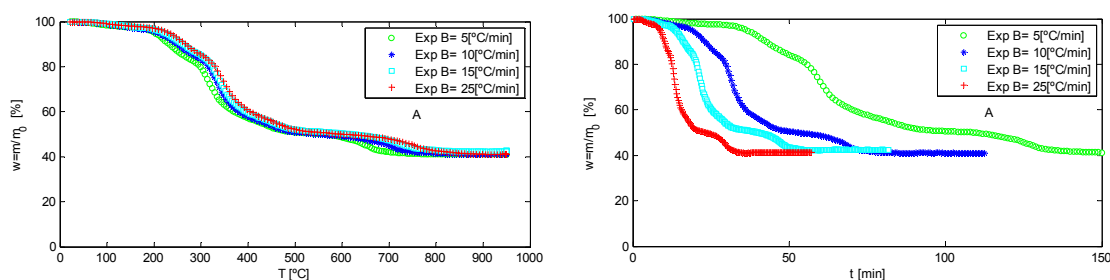 100
80
60
40
20
0
w=m/m0 [%]
0
100
200
300
400
500
600
700
800
900
1000
T [ºC]
Exp B= 5[ºC/min]
Exp B= 10[ºC/min]
Exp B= 15[ºC/min]
Exp B= 25[ºC/min]
A
100
80
60
40
20
0
w=m/m0 [%]
0
50
100
150
t [min]
Exp B= 5[ºC/min]
Exp B= 10[ºC/min]
Exp B= 15[ºC/min]
Exp B= 25[ºC/min]
A